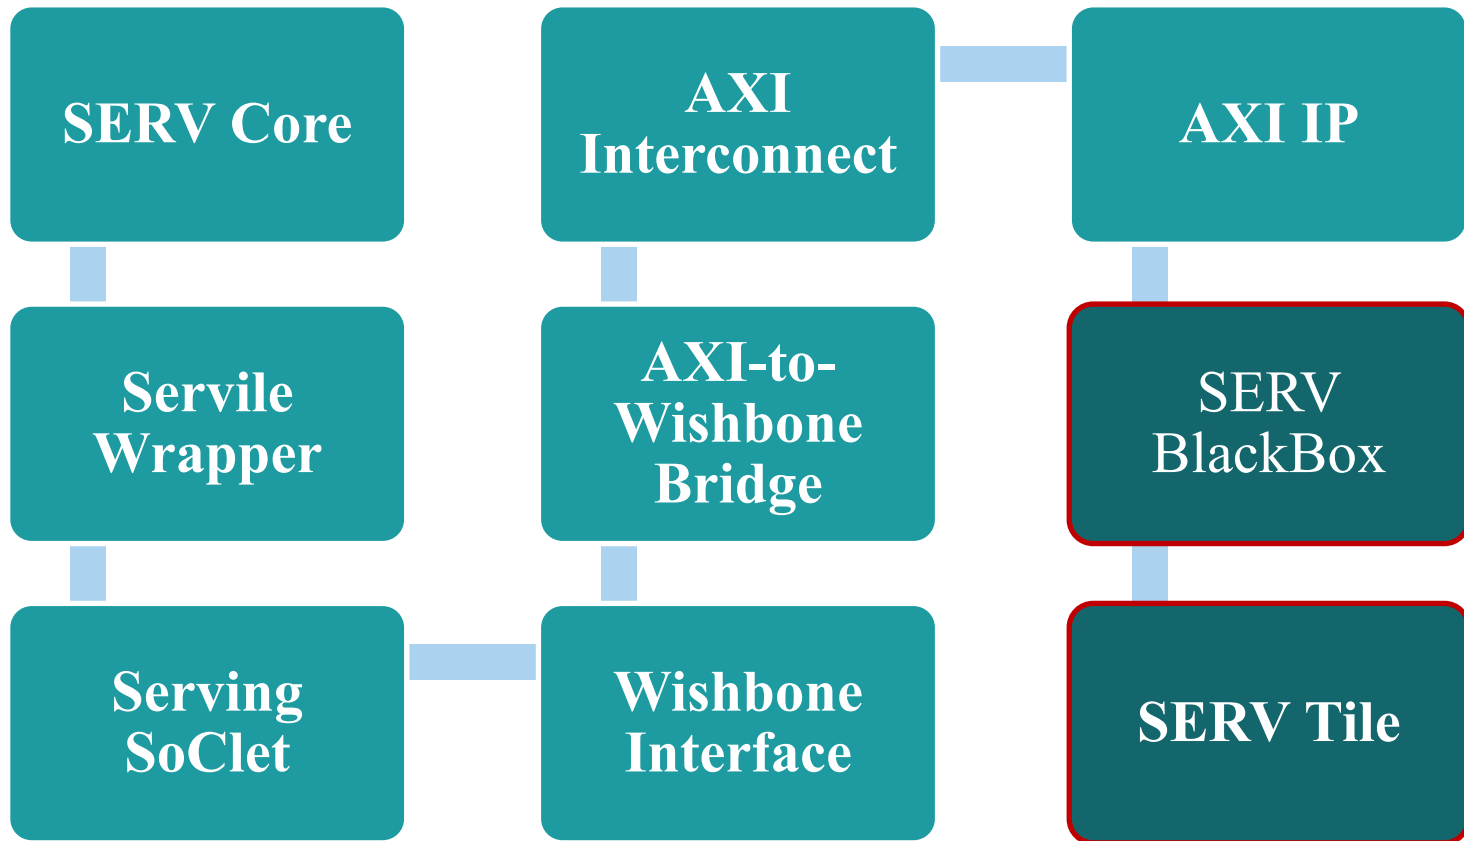 SERV Core
Servile
Wrapper
Serving
SoClet
Wishbone
Interface
AXI-to-
Wishbone
Bridge
AXI
Interconnect
AXI IP
SERV
BlackBox
SERV Tile